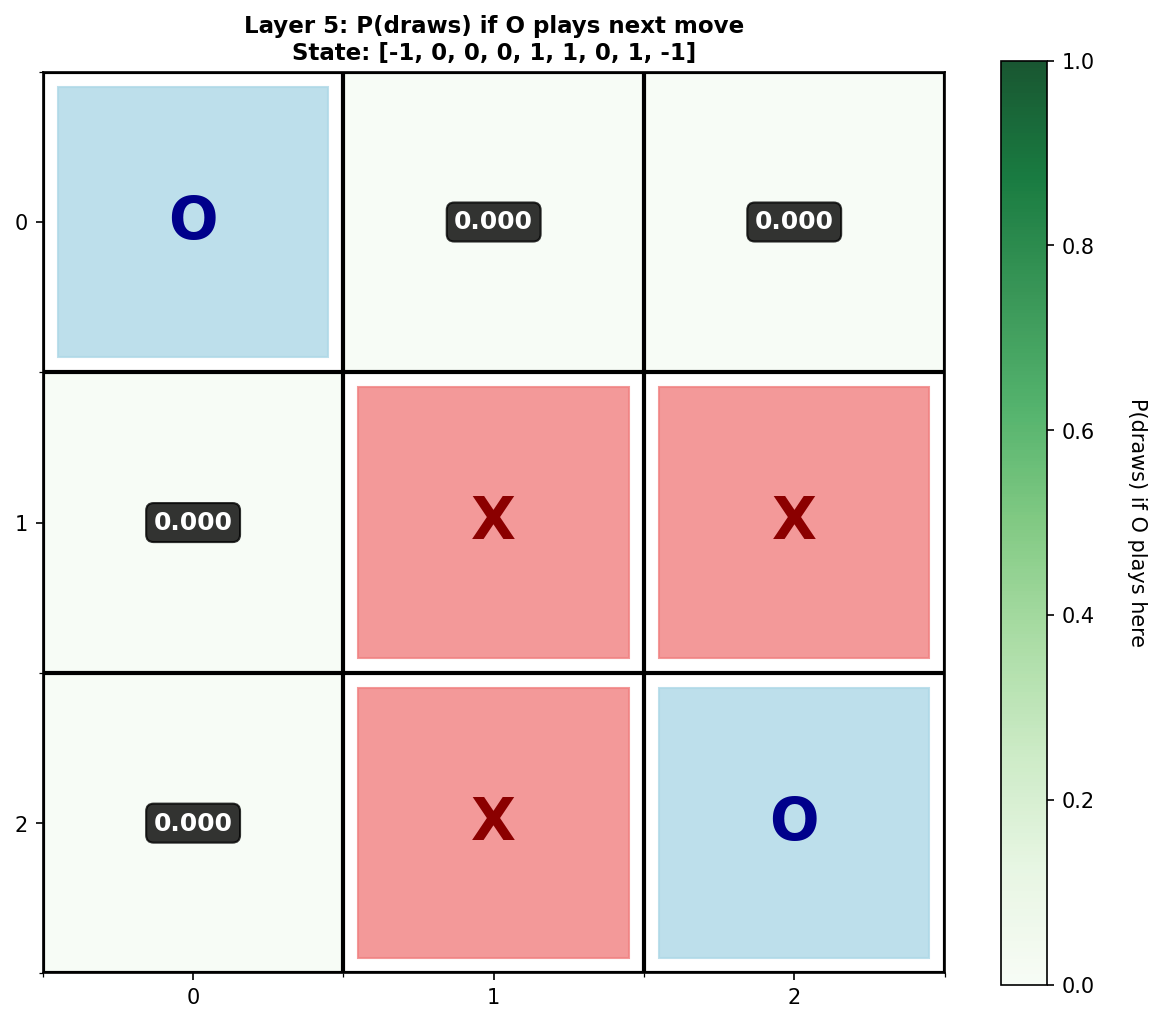 Layer 5: P(draws) if O plays next move
State: [-1, 0, 0, 0, 1, 1, 0, 1, -1]
0
O
0.000
0.000
1
0.000
X
X
2
0.000
X
O
0
1
2
1.0
0.8
0.6
0.4
0.2
0.0
P(draws) if O plays here